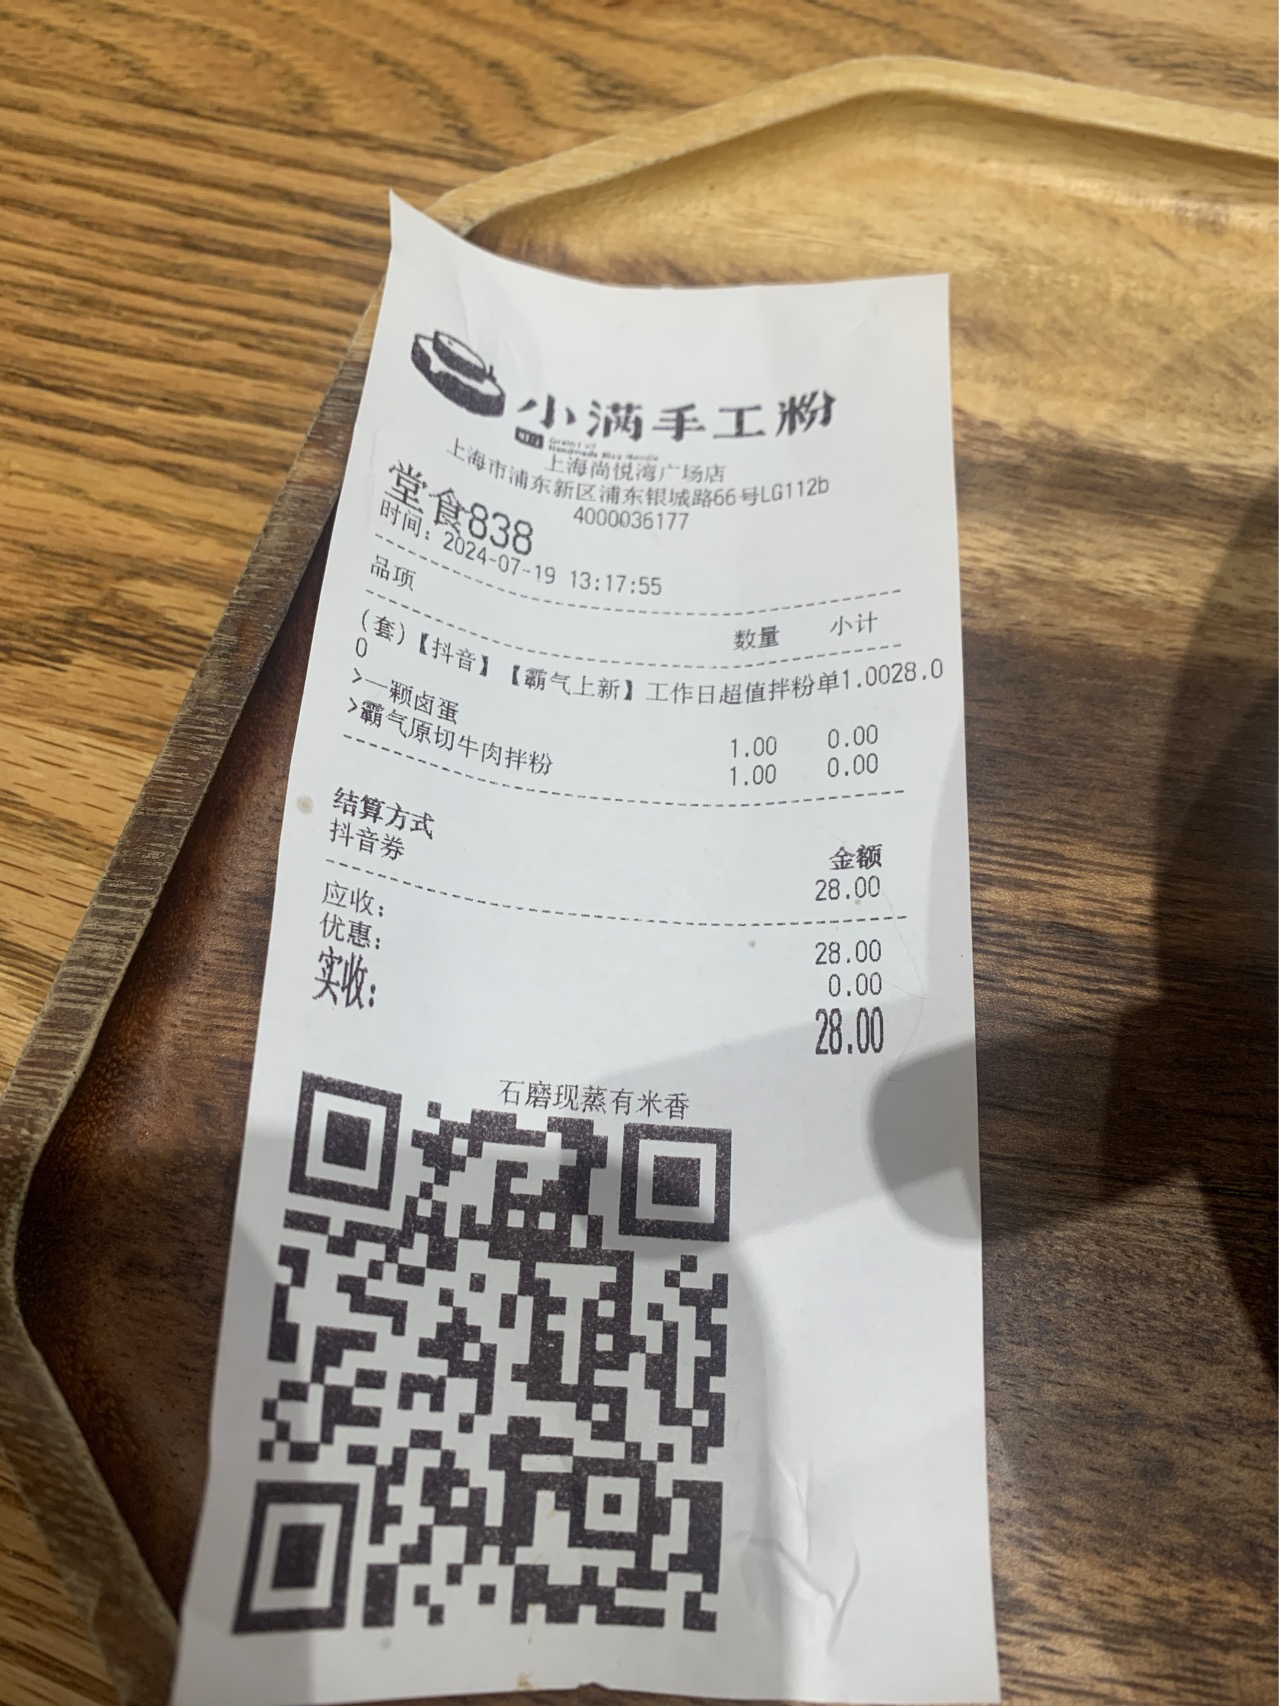 小满手工粉
Handmade Rice Noodle
上海尚悦湾广场店
上海市浦东新区浦东银城路66号LG112b
4000036177
堂食838
时间：2024-07-19 13:17:55
品项 数量 小计
(套)【抖音】【霸气上新】工作日超值拌粉单1.0028.0
0
>一颗卤蛋 1.00 0.00
>霸气原切牛肉拌粉 1.00 0.00
结算方式 金额
抖音券 28.00
应收： 28.00
优惠： 0.00
实收： 28.00
石磨现蒸有米香